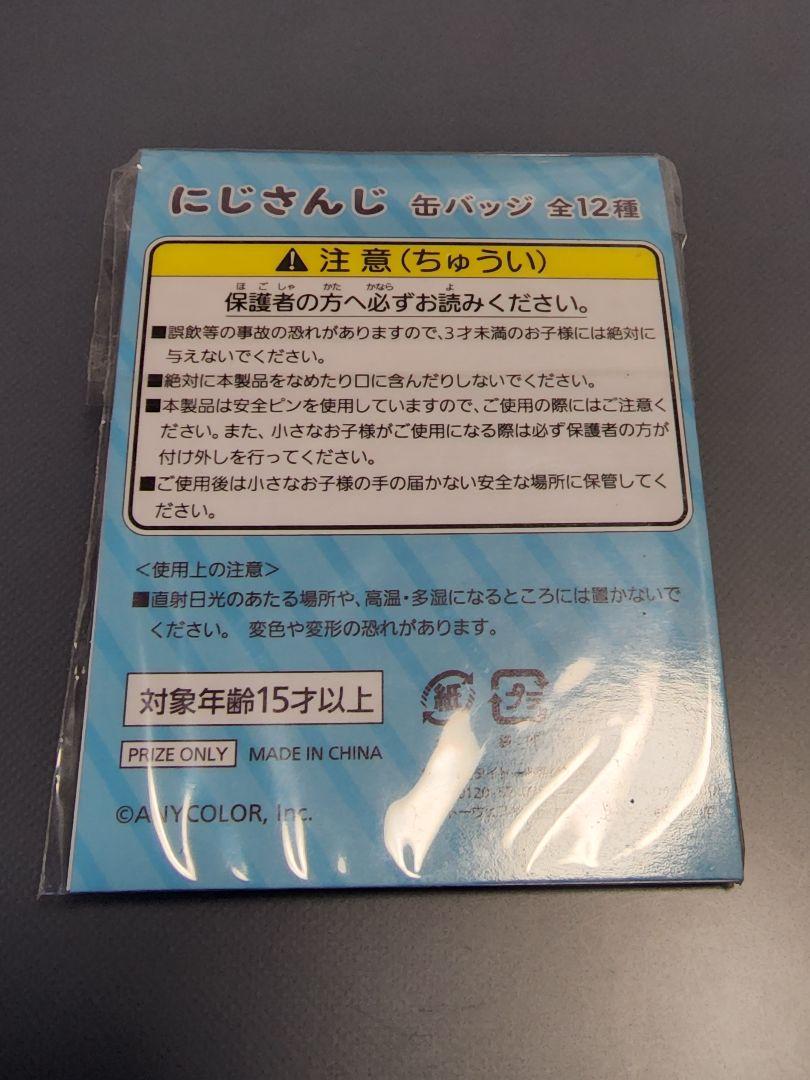 にじさんじ 缶バッジ 全12種
注意(ちゅうい)
ほごしゃ かた かなら よ
保護者の方へ必ずお読みください。
■誤飲等の事故の恐れがありますので、3才未満のお子様には絶対に
与えないでください。
■絶対に本製品をなめたり口に含んだりしないでください。
■本製品は安全ピンを使用していますので、ご使用の際にはご注意く
ださい。また、小さなお子様がご使用になる際は必ず保護者の方が
付け外しを行ってください。
■ご使用後は小さなお子様の手の届かない安全な場所に保管してく
ださい。
<使用上の注意>
■直射日光のあたる場所や、高温・多湿になるところには置かないで
ください。 変色や変形の恐れがあります。
対象年齢15才以上
紙 プラ
PRIZE ONLY MADE IN CHINA
©ANYCOLOR, Inc.